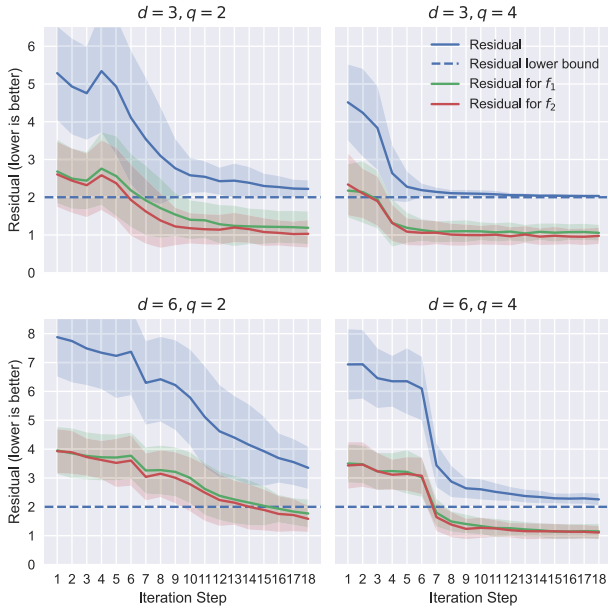 d = 3, q = 2
d = 3, q = 4
Residual (lower is better)
6
5
4
3
2
1
0
Residual
Residual lower bound
Residual for f₁
Residual for f₂
d = 6, q = 2
d = 6, q = 4
Residual (lower is better)
8
7
6
5
4
3
2
1
0
1 2 3 4 5 6 7 8 9 10 11 12 13 14 15 16 17 18
1 2 3 4 5 6 7 8 9 10 11 12 13 14 15 16 17 18
Iteration Step
Iteration Step